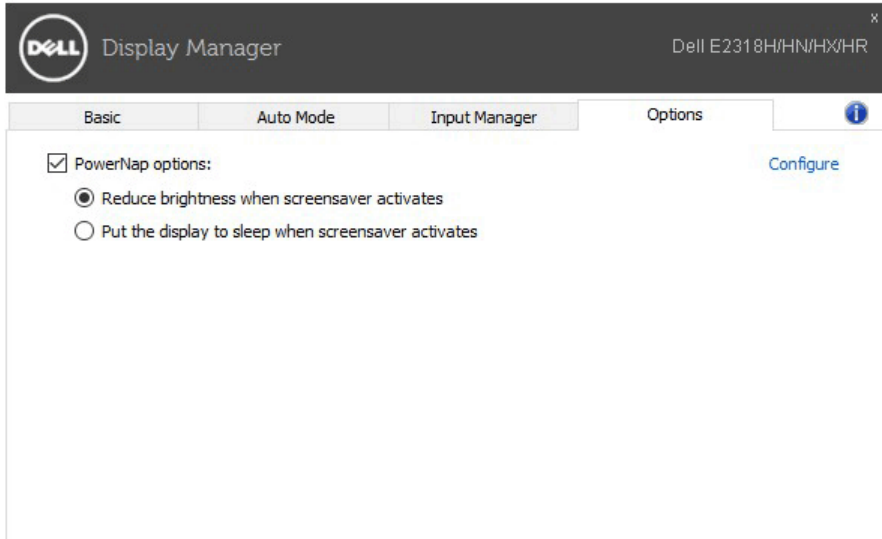 DELL Display Manager
x
Dell E2318H/HN/HX/HR
Basic Auto Mode Input Manager Options i
PowerNap options: Configure
Reduce brightness when screensaver activates
Put the display to sleep when screensaver activates